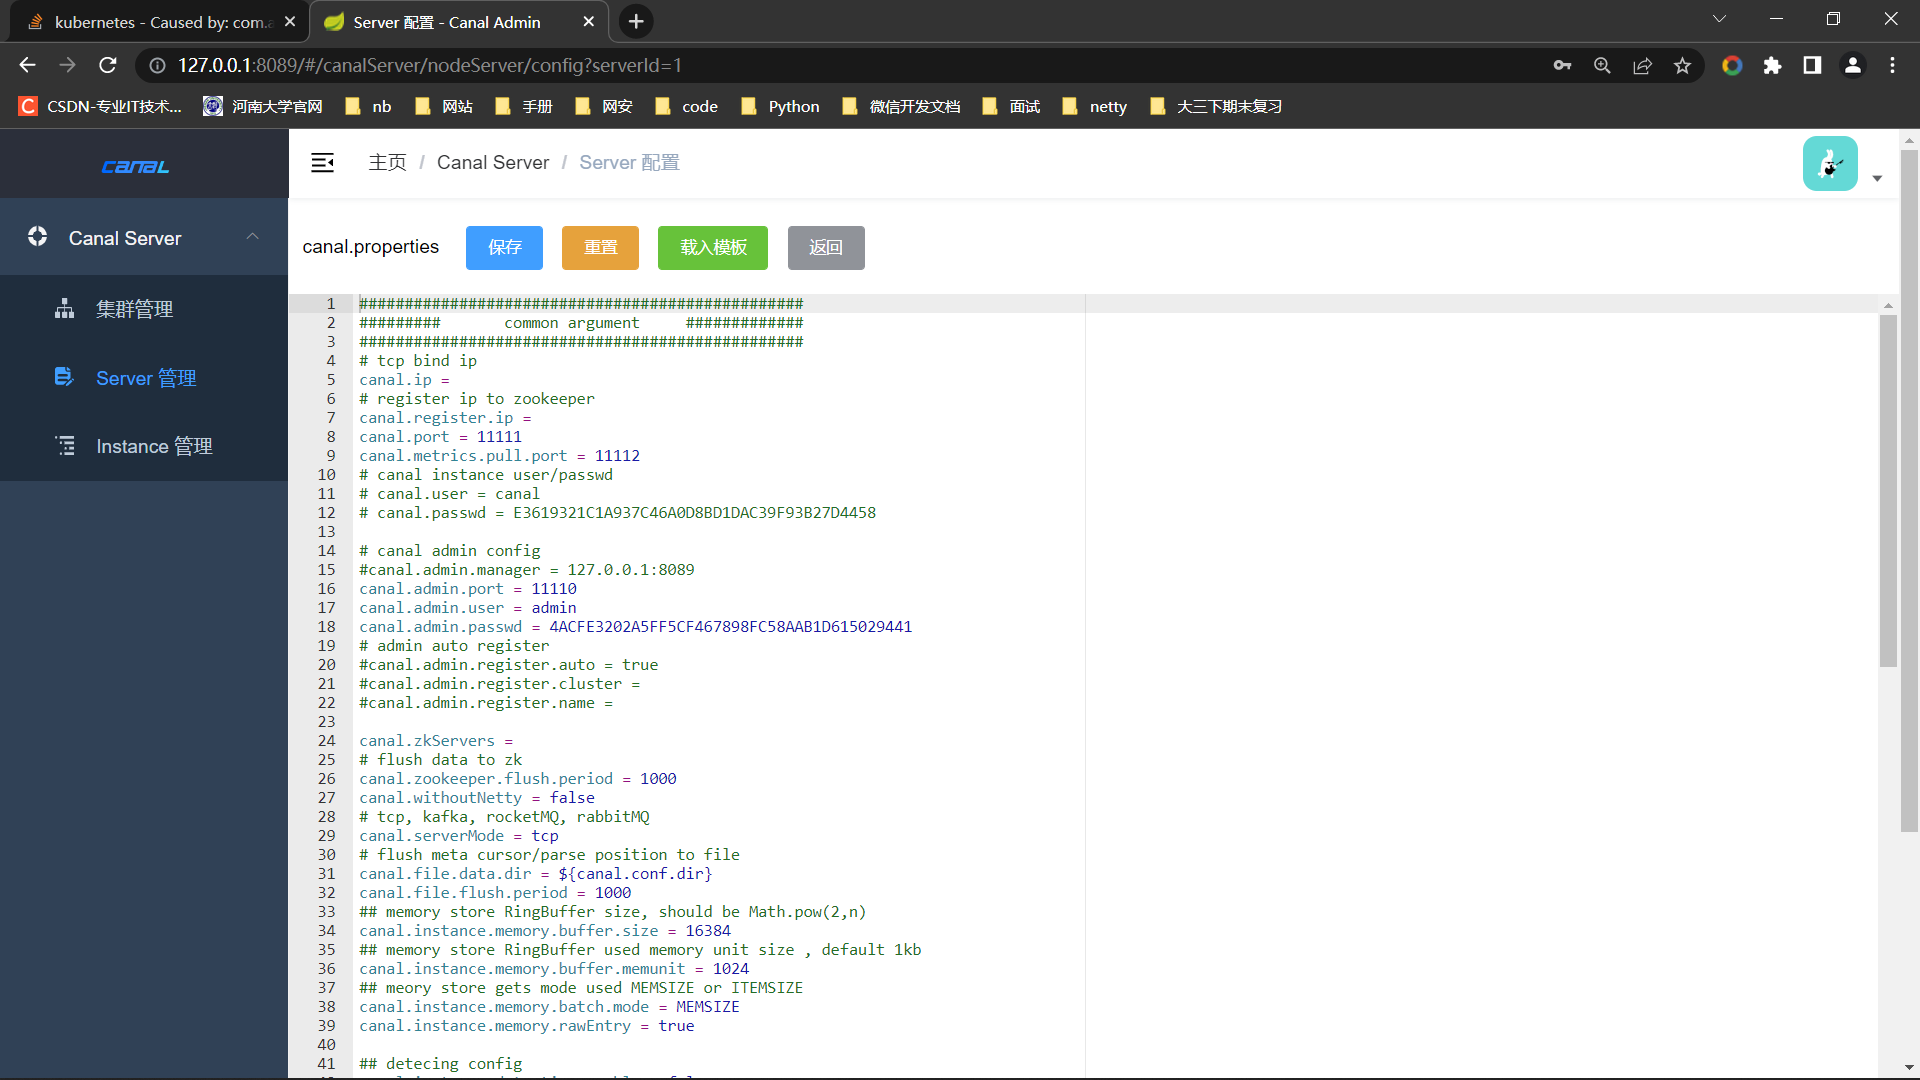 kubernetes - Caused by: com.a
Server 配置 - Canal Admin
127.0.0.1:8089/#/canalServer/nodeServer/config?serverId=1
CSDN-专业IT技术... 河南大学官网 nb 网站 手册 网安 code Python 微信开发文档 面试 netty 大三下期末复习
canal
主页 / Canal Server / Server 配置
Canal Server
集群管理
Server 管理
Instance 管理
canal.properties 保存 重置 载入模板 返回
1 #################################################
2 ######### common argument #############
3 #################################################
4 # tcp bind ip
5 canal.ip =
6 # register ip to zookeeper
7 canal.register.ip =
8 canal.port = 11111
9 canal.metrics.pull.port = 11112
10 # canal instance user/passwd
11 # canal.user = canal
12 # canal.passwd = E3619321C1A937C46A0D8BD1DAC39F93B27D4458
13
14 # canal admin config
15 #canal.admin.manager = 127.0.0.1:8089
16 canal.admin.port = 11110
17 canal.admin.user = admin
18 canal.admin.passwd = 4ACFE3202A5FF5CF467898FC58AAB1D615029441
19 # admin auto register
20 #canal.admin.register.auto = true
21 #canal.admin.register.cluster =
22 #canal.admin.register.name =
23
24 canal.zkServers =
25 # flush data to zk
26 canal.zookeeper.flush.period = 1000
27 canal.withoutNetty = false
28 # tcp, kafka, rocketMQ, rabbitMQ
29 canal.serverMode = tcp
30 # flush meta cursor/parse position to file
31 canal.file.data.dir = ${canal.conf.dir}
32 canal.file.flush.period = 1000
33 ## memory store RingBuffer size, should be Math.pow(2,n)
34 canal.instance.memory.buffer.size = 16384
35 ## memory store RingBuffer used memory unit size , default 1kb
36 canal.instance.memory.buffer.memunit = 1024
37 ## meory store gets mode used MEMSIZE or ITEMSIZE
38 canal.instance.memory.batch.mode = MEMSIZE
39 canal.instance.memory.rawEntry = true
40
41 ## detecing config